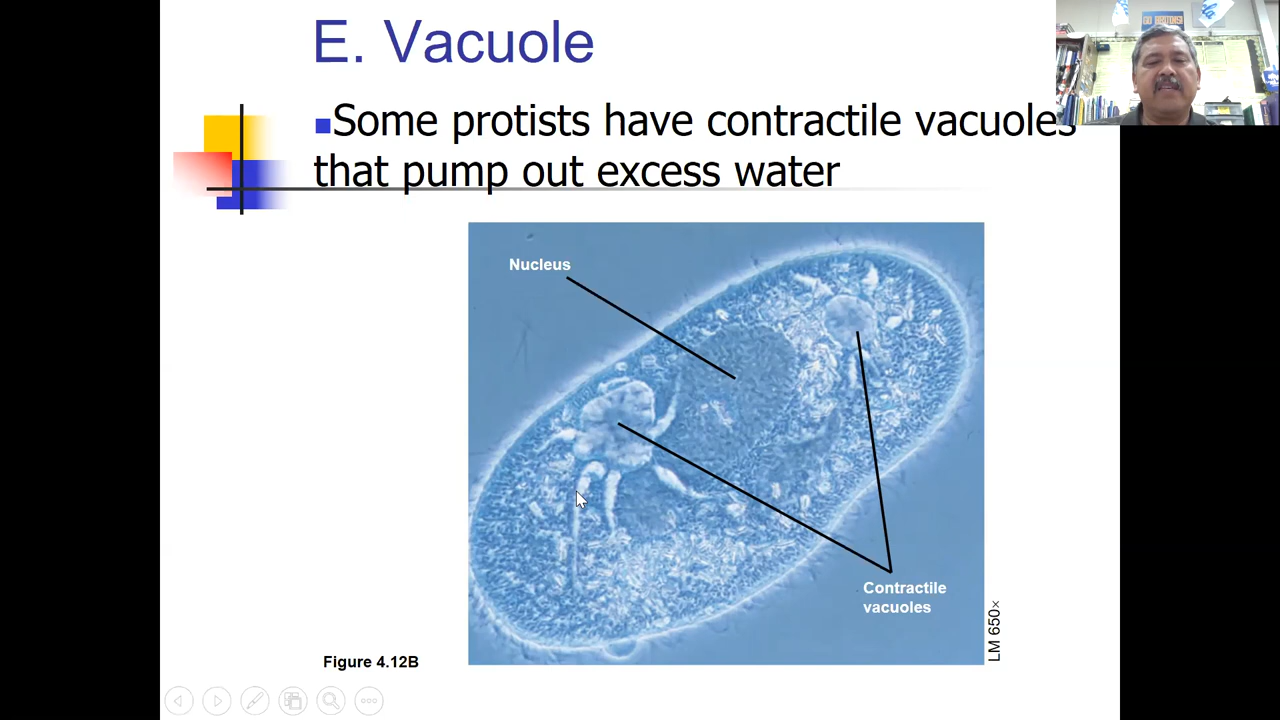 E. Vacuole
Some protists have contractile vacuoles
that pump out excess water
Nucleus
Contractile
vacuoles
LM 650×
Figure 4.12B